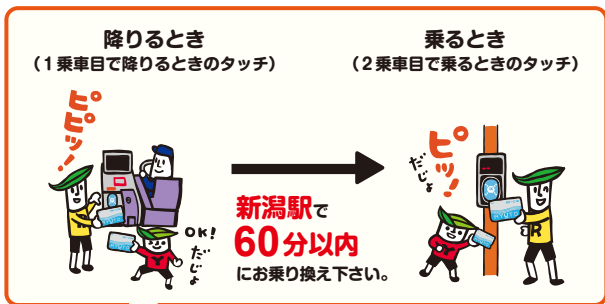 降りるとき
（1乗車目で降りるときのタッチ）
ピピッ！
OK!
だじょ
新潟駅で
60分以内
にお乗り換え下さい。
乗るとき
（2乗車目で乗るときのタッチ）
ピッ！
だじょ
Y
R
Y